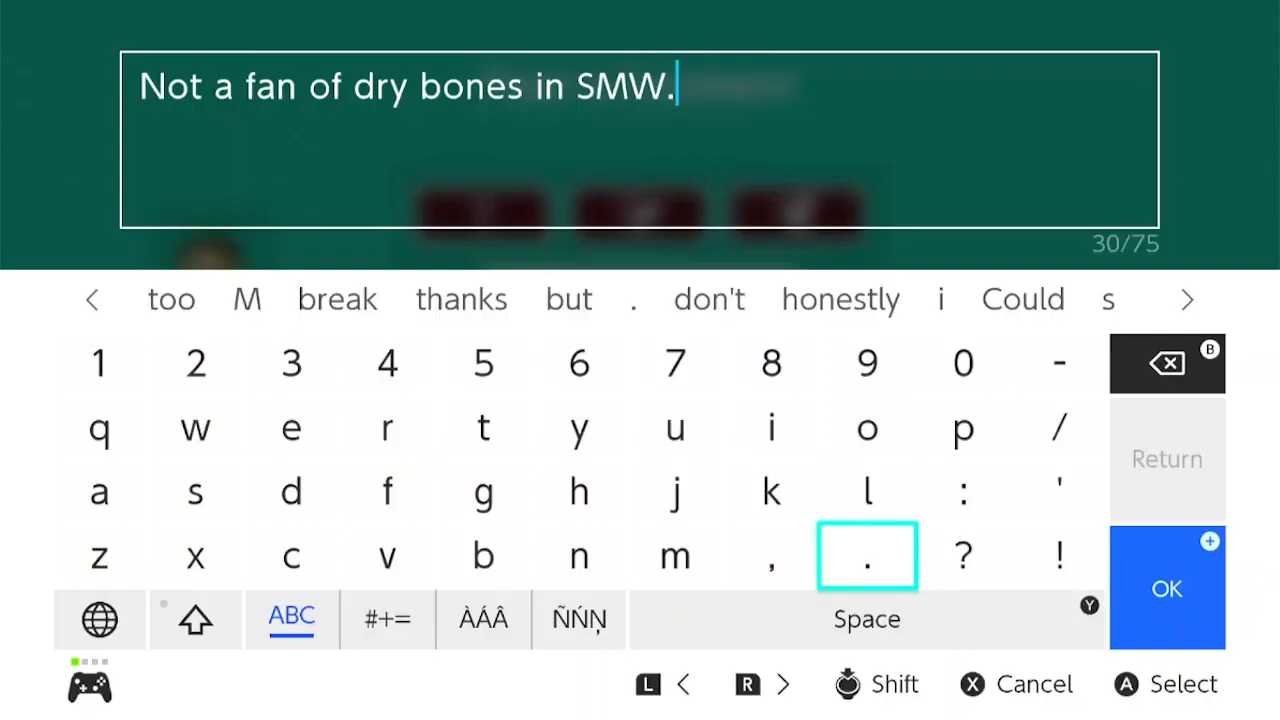 Not a fan of dry bones in SMW.
30/75
< too M break thanks but . don't honestly i Could s >
1 2 3 4 5 6 7 8 9 0 - B
q w e r t y u i o p /
Return
a s d f g h j k l : '
z x c v b n m , . ? ! +
OK
ABC #+= ÀÁÂ ÑŃŅ Space Y
L < R > Shift X Cancel A Select